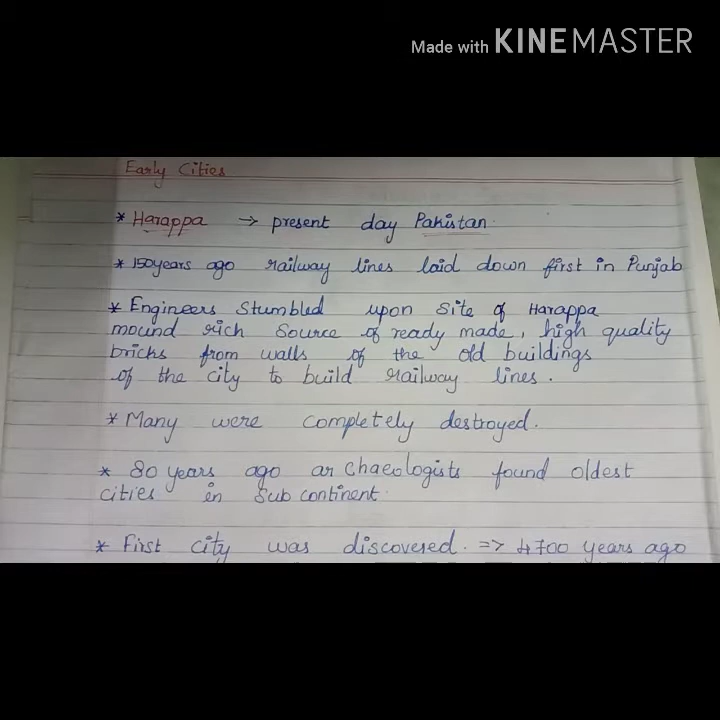 Made with KINEMASTER
Early Cities
* Harappa → present day Pakistan.
* 150years ago railway lines laid down first in Punjab
* Engineers stumbled upon site of Harappa
mound rich source of ready made, high quality
bricks from walls of the old buildings
of the city to build railway lines.
* Many were completely destroyed.
* 80 years ago archaeologists found oldest
cities in Sub continent.
* First city was discovered. => 4700 years ago